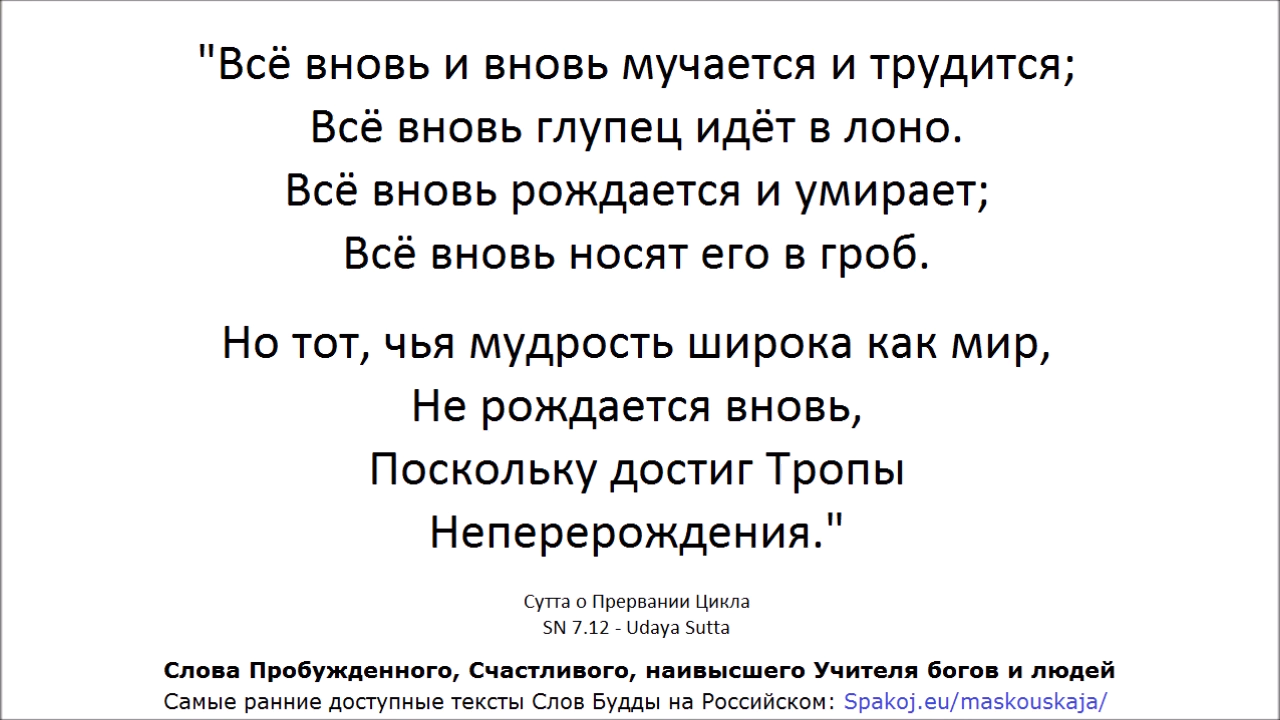 "Всё вновь и вновь мучается и трудится;
Всё вновь глупец идёт в лоно.
Всё вновь рождается и умирает;
Всё вновь носят его в гроб.
Но тот, чья мудрость широка как мир,
Не рождается вновь,
Поскольку достиг Тропы
Неперерождения."
Сутта о Прервании Цикла
SN 7.12 - Udaya Sutta
Слова Пробужденного, Счастливого, наивысшего Учителя богов и людей
Самые ранние доступные тексты Слов Будды на Российском: Spakoj.eu/maskouskaja/